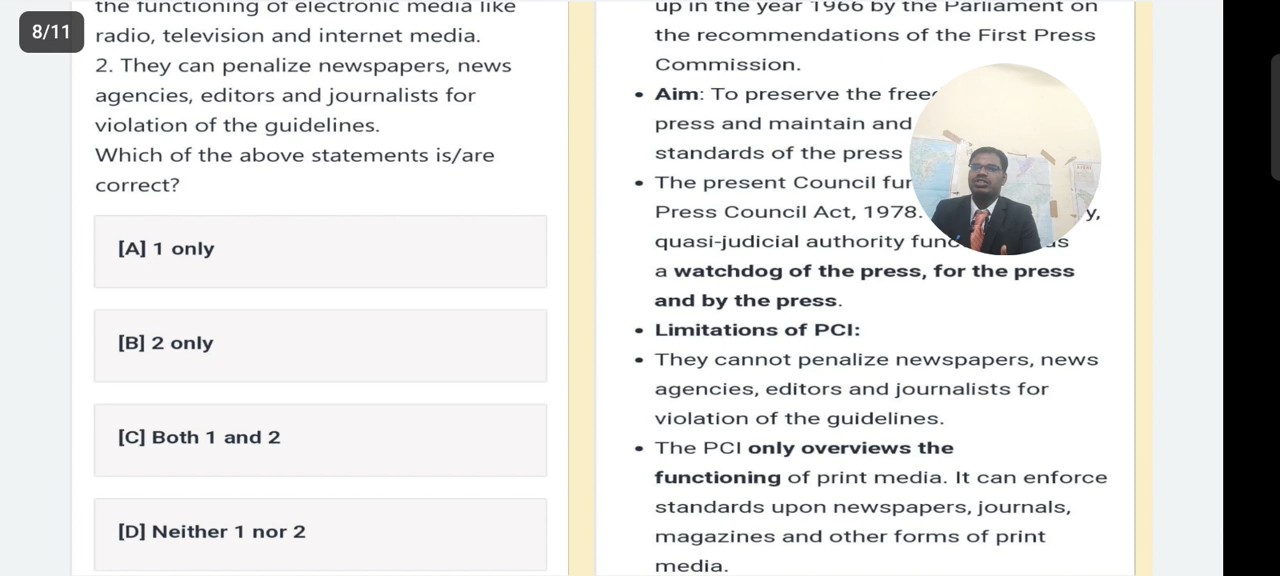 8/11
the functioning of electronic media like
radio, television and internet media.
2. They can penalize newspapers, news
agencies, editors and journalists for
violation of the guidelines.
Which of the above statements is/are
correct?
[A] 1 only
[B] 2 only
[C] Both 1 and 2
[D] Neither 1 nor 2
up in the year 1966 by the Parliament on
the recommendations of the First Press
Commission.
• Aim: To preserve the
press and maintain and
standards of the press
• The present Council
Press Council Act, 1978.
quasi-judicial authority
a watchdog of the press, for the press
and by the press.
• Limitations of PCI:
• They cannot penalize newspapers, news
agencies, editors and journalists for
violation of the guidelines.
• The PCI only overviews the
functioning of print media. It can enforce
standards upon newspapers, journals,
magazines and other forms of print
media.